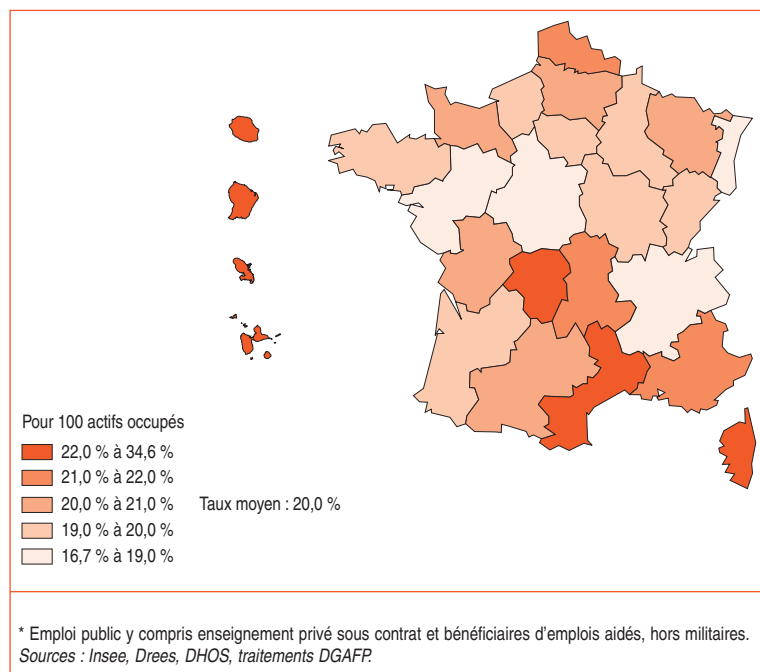 Pour 100 actifs occupés
22,0 % à 34,6 %
21,0 % à 22,0 %
20,0 % à 21,0 % Taux moyen : 20,0 %
19,0 % à 20,0 %
16,7 % à 19,0 %
* Emploi public y compris enseignement privé sous contrat et bénéficiaires d'emplois aidés, hors militaires.
Sources : Insee, Drees, DHOS, traitements DGAFP.